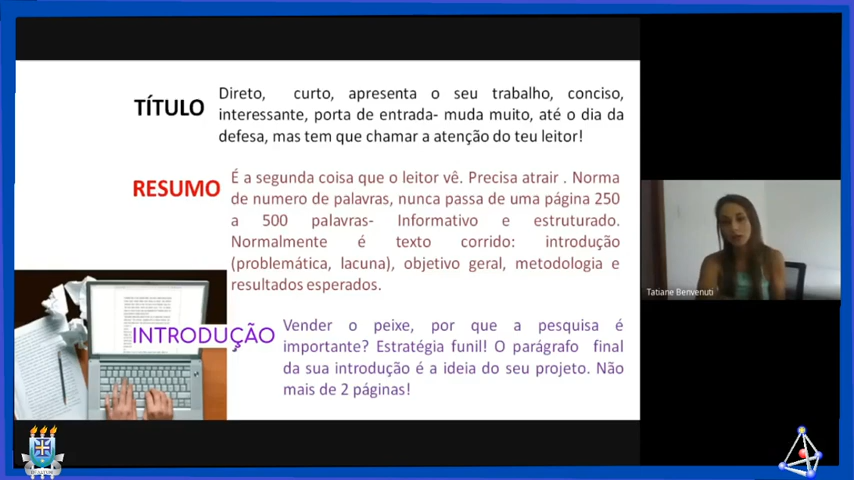 TÍTULO
Direto, curto, apresenta o seu trabalho, conciso,
interessante, porta de entrada- muda muito, até o dia da
defesa, mas tem que chamar a atenção do teu leitor!
RESUMO
É a segunda coisa que o leitor vê. Precisa atrair . Norma
de numero de palavras, nunca passa de uma página 250
a 500 palavras- Informativo e estruturado.
Normalmente é texto corrido: introdução
(problemática, lacuna), objetivo geral, metodologia e
resultados esperados.
INTRODUÇÃO
Vender o peixe, por que a pesquisa é
importante? Estratégia funil! O parágrafo final
da sua introdução é a ideia do seu projeto. Não
mais de 2 páginas!
Tatiane Benvenuti